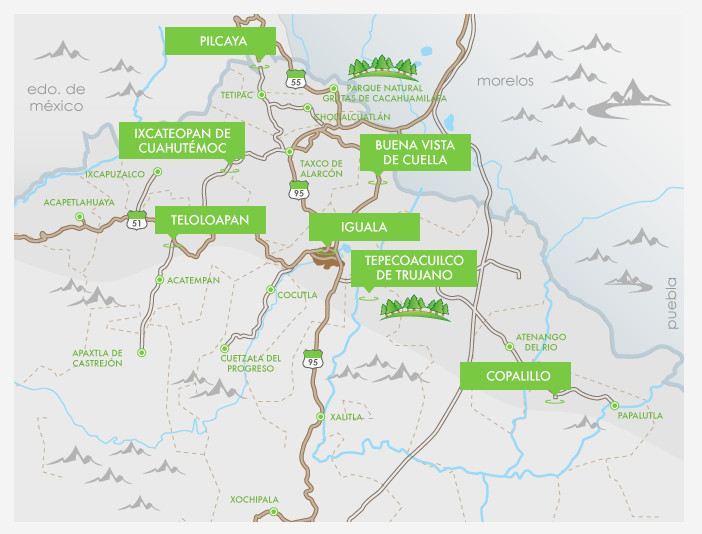 PILCAYA
55
edo. de
méxico
morelos
TETIPAC
PARQUE NATURAL
GRUTAS DE CACAHUAMILPA
CHONTALCUATLÁN
IXCATEOPAN DE
CUAHUTÉMOC
BUENA VISTA
DE CUELLA
TAXCO DE
ALARCÓN
IXCAPUZALCO
95
ACAPETLAHUAYA
51
TELOLOAPAN
IGUALA
TEPECOACUILCO
DE TRUJANO
ACATEMPAN
COCUTLA
puebla
ATENANGO
DEL RIO
APAXTLA DE
CASTREJÓN
CUETZALA DEL
PROGRESO
95
COPALILLO
XALITLA
PAPALUTLA
XOCHIPALA